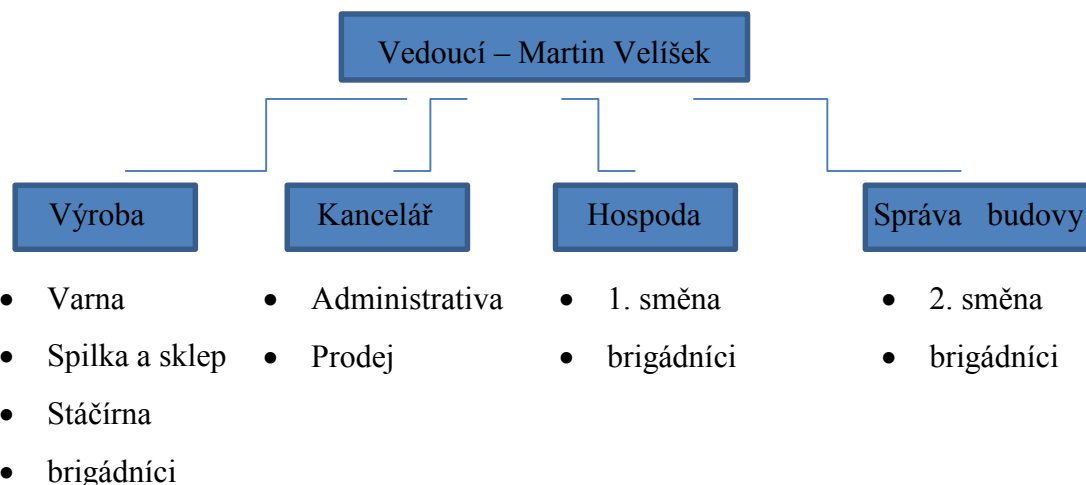 Vedoucí – Martin Velíšek
Výroba
Kancelář
Hospoda
Správa budovy
• Varna
• Spilka a sklep
• Stáčírna
• brigádníci
• Administrativa
• Prodej
• 1. směna
• brigádníci
• 2. směna
• brigádníci